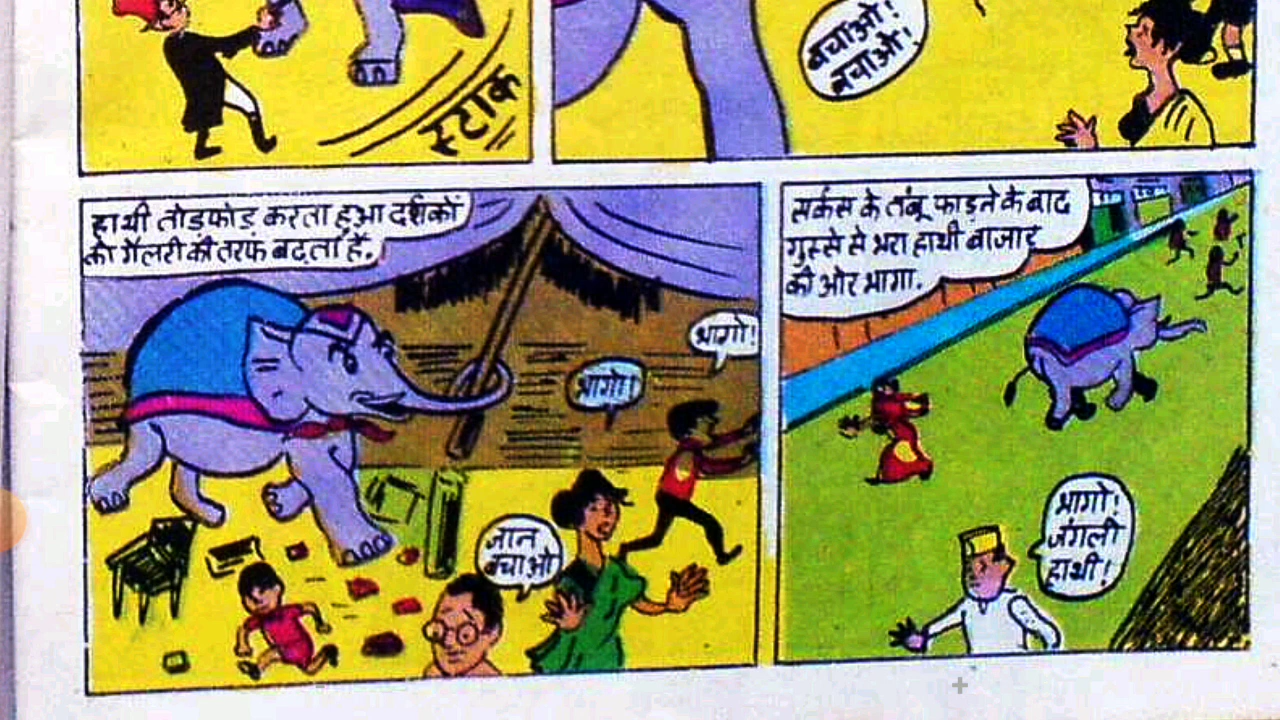 स्टाक
बचाओ!
बचाओ!
हाथी तोड़फोड़ करता हुआ दर्शकों
की गैलरी की तरफ बढ़ता है.
भागो!
भागो!
जान
बचाओ
सर्कस के तंबू फाड़ने के बाद
गुस्से से भरा हाथी बाजार
की ओर भागा.
भागो!
जंगली
हाथी!